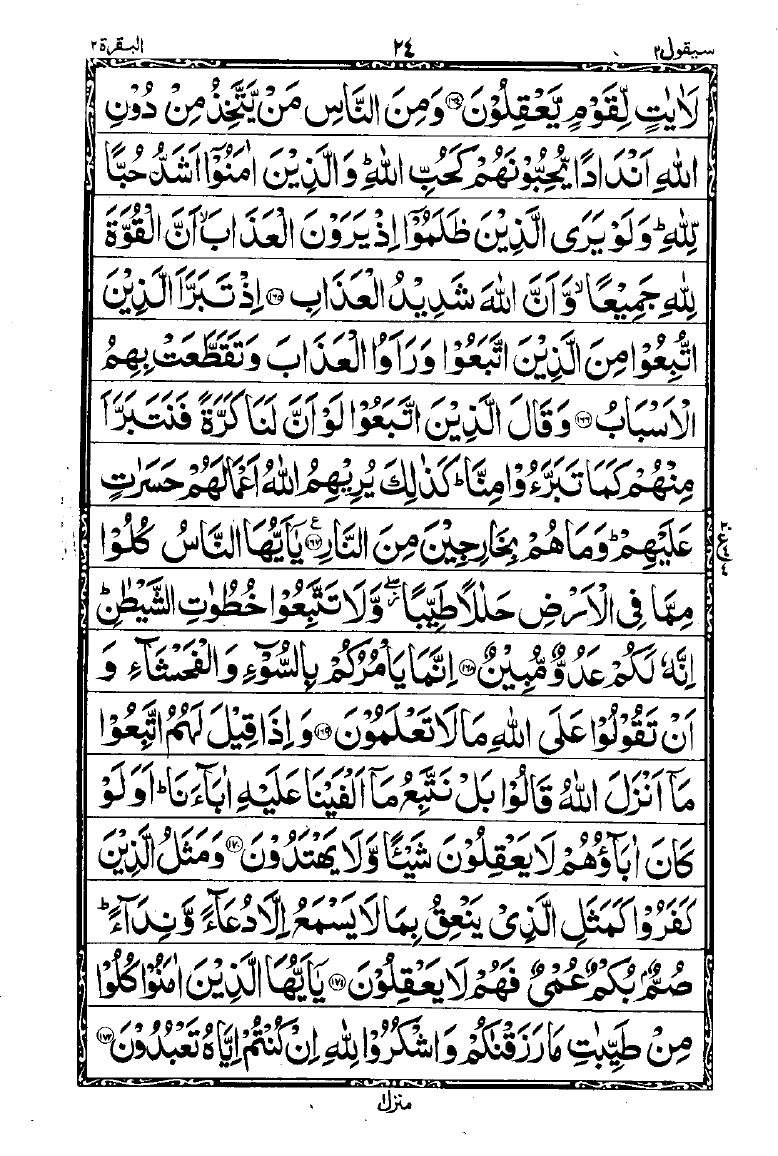 سيقول ٢ ٢٤ البقرة ٢
لَاٰيٰتٍ لِّقَوْمٍ يَّعْقِلُوْنَ ﴿١٦٤﴾ وَمِنَ النَّاسِ مَنْ يَّتَّخِذُ مِنْ دُوْنِ
اللّٰهِ اَنْدَادًا يُّحِبُّوْنَهُمْ كَحُبِّ اللّٰهِ ؕ وَالَّذِيْنَ اٰمَنُوْۤا اَشَدُّ حُبًّا
لِّلّٰهِ ؕ وَلَوْ يَرَى الَّذِيْنَ ظَلَمُوْۤا اِذْ يَرَوْنَ الْعَذَابَ ۙ اَنَّ الْقُوَّةَ
لِلّٰهِ جَمِيْعًا ۙ وَّاَنَّ اللّٰهَ شَدِيْدُ الْعَذَابِ ﴿١٦٥﴾ اِذْ تَبَرَّاَ الَّذِيْنَ
اتُّبِعُوْا مِنَ الَّذِيْنَ اتَّبَعُوْا وَرَاَوُا الْعَذَابَ وَتَقَطَّعَتْ بِهِمُ
الْاَسْبَابُ ﴿١٦٦﴾ وَقَالَ الَّذِيْنَ اتَّبَعُوْا لَوْ اَنَّ لَنَا كَرَّةً فَنَتَبَرَّاَ
مِنْهُمْ كَمَا تَبَرَّءُوْا مِنَّا ؕ كَذٰلِكَ يُرِيْهِمُ اللّٰهُ اَعْمَالَهُمْ حَسَرٰتٍ
عَلَيْهِمْ ؕ وَمَا هُمْ بِخَارِجِيْنَ مِنَ النَّارِ ﴿١٦٧﴾ ع يٰۤاَيُّهَا النَّاسُ كُلُوْا
مِمَّا فِى الْاَرْضِ حَلٰلًا طَيِّبًا ۖ وَّلَا تَتَّبِعُوْا خُطُوٰتِ الشَّيْطٰنِ ؕ
اِنَّهٗ لَكُمْ عَدُوٌّ مُّبِيْنٌ ﴿١٦٨﴾ اِنَّمَا يَاْمُرُكُمْ بِالسُّوْٓءِ وَالْفَحْشَآءِ وَ
اَنْ تَقُوْلُوْا عَلَى اللّٰهِ مَا لَا تَعْلَمُوْنَ ﴿١٦٩﴾ وَاِذَا قِيْلَ لَهُمُ اتَّبِعُوْا
مَاۤ اَنْزَلَ اللّٰهُ قَالُوْا بَلْ نَتَّبِعُ مَاۤ اَلْفَيْنَا عَلَيْهِ اٰبَآءَنَا ؕ اَوَلَوْ
كَانَ اٰبَآؤُهُمْ لَا يَعْقِلُوْنَ شَيْـًٔا وَّلَا يَهْتَدُوْنَ ﴿١٧٠﴾ وَمَثَلُ الَّذِيْنَ
كَفَرُوْا كَمَثَلِ الَّذِىْ يَنْعِقُ بِمَا لَا يَسْمَعُ اِلَّا دُعَآءً وَّنِدَآءً ؕ
صُمٌّۢ بُكْمٌ عُمْىٌ فَهُمْ لَا يَعْقِلُوْنَ ﴿١٧١﴾ يٰۤاَيُّهَا الَّذِيْنَ اٰمَنُوْا كُلُوْا
مِنْ طَيِّبٰتِ مَا رَزَقْنٰكُمْ وَاشْكُرُوْا لِلّٰهِ اِنْ كُنْتُمْ اِيَّاهُ تَعْبُدُوْنَ ﴿١٧٢﴾
منزل